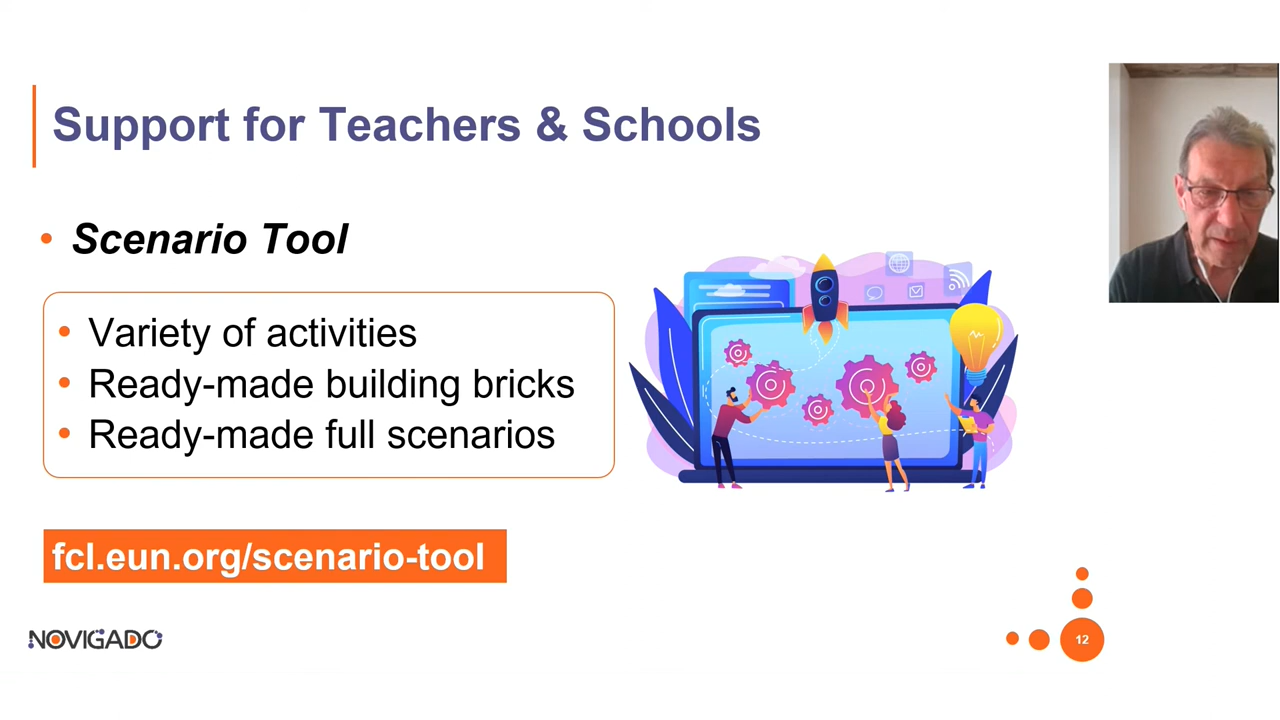 Support for Teachers & Schools
• Scenario Tool
• Variety of activities
• Ready-made building bricks
• Ready-made full scenarios
fcl.eun.org/scenario-tool
NOVIGADO
12